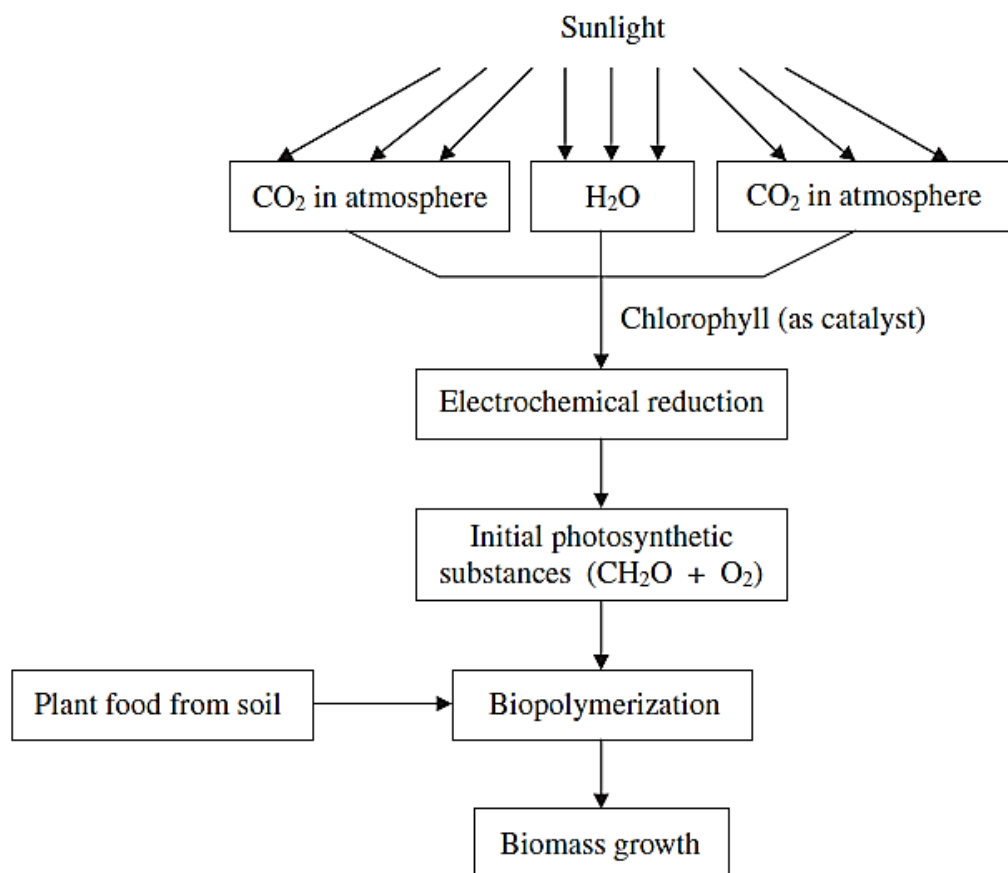 Sunlight
CO₂ in atmosphere
H₂O
CO₂ in atmosphere
Chlorophyll (as catalyst)
Electrochemical reduction
Initial photosynthetic
substances (CH₂O + O₂)
Plant food from soil
Biopolymerization
Biomass growth